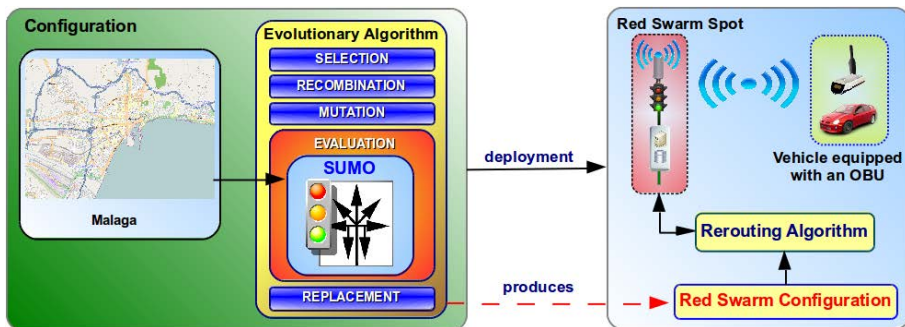 Configuration
Malaga
Evolutionary Algorithm
SELECTION
RECOMBINATION
MUTATION
EVALUATION
SUMO
REPLACEMENT
deployment
produces
Red Swarm Spot
Vehicle equipped
with an OBU
Rerouting Algorithm
Red Swarm Configuration